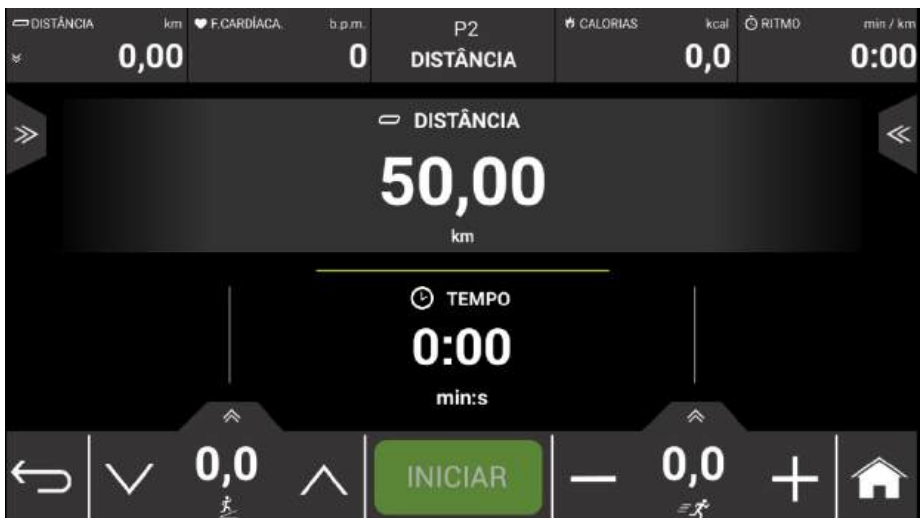 DISTÂNCIA km
0,00
F.CARDÍACA. b.p.m.
0
P2
DISTÂNCIA
CALORIAS kcal
0,0
RITMO min / km
0:00
DISTÂNCIA
50,00
km
TEMPO
0:00
min:s
0,0
INICIAR
0,0